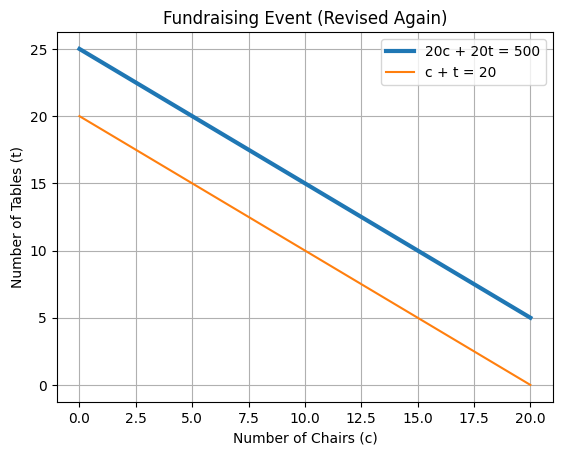 Fundraising Event (Revised Again)
20c + 20t = 500
c + t = 20
Number of Tables (t)
25
20
15
10
5
0
0.0 2.5 5.0 7.5 10.0 12.5 15.0 17.5 20.0
Number of Chairs (c)